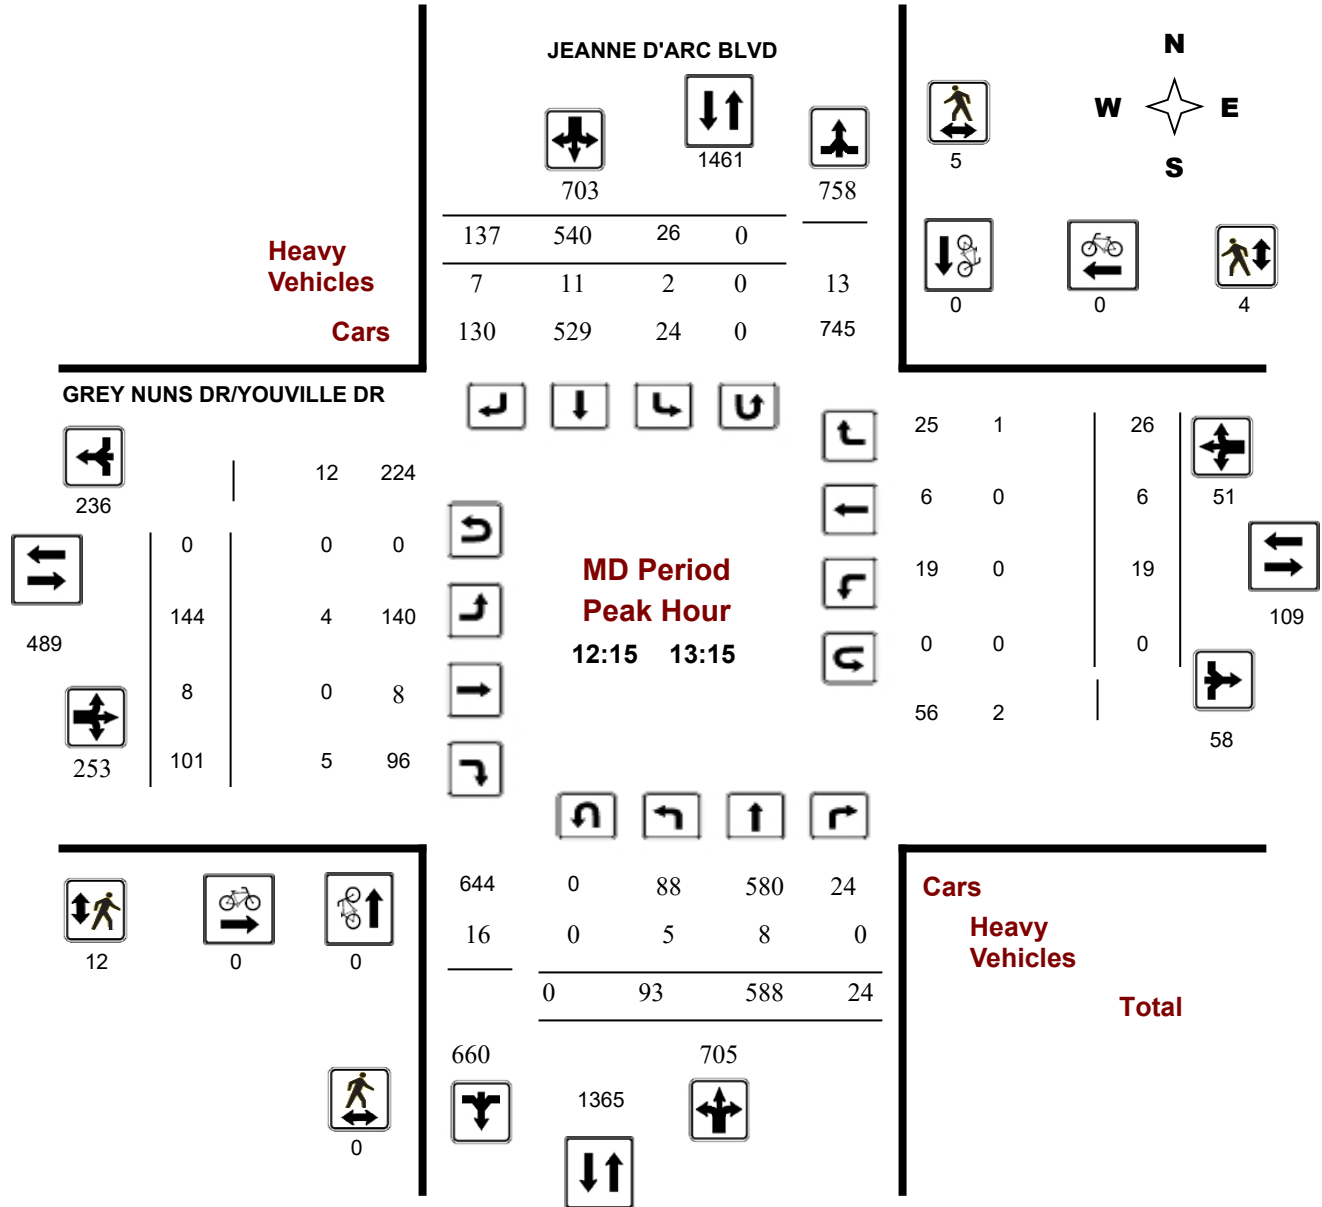 JEANNE D'ARC BLVD
N
W E
S
1461
703
758
5
137 540 26 0
Heavy
Vehicles
7 11 2 0 13
0 0 4
Cars
130 529 24 0 745
GREY NUNS DR/YOUVILLE DR
25 1 26
12 224
236
6 0 6 51
0 0 0
MD Period
19 0 19
Peak Hour
144 4 140
109
489
12:15 13:15
0 0 0
8 0 8
56 2
58
253 101 5 96
644 0 88 580 24
Cars
16 0 5 8 0
Heavy
Vehicles
12 0 0
0 93 588 24
Total
660 705
1365
0